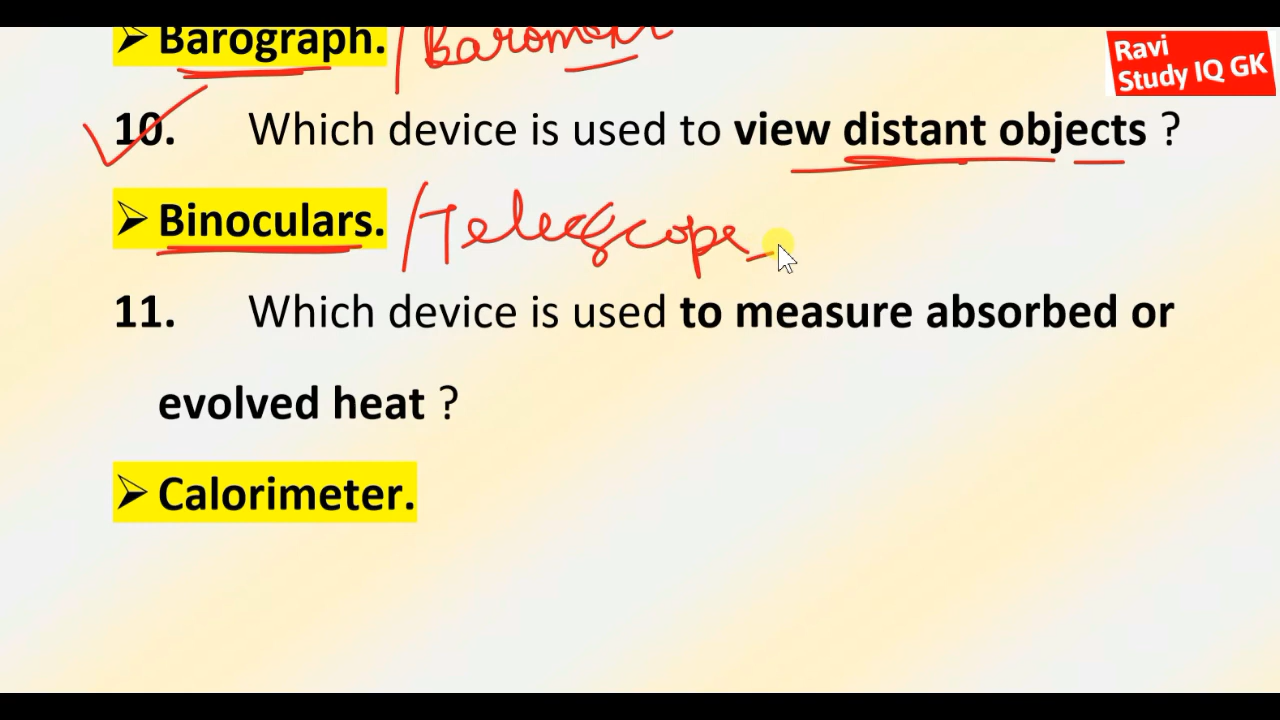 ➢ Barograph. / Barometer
Ravi
Study IQ GK
10. Which device is used to view distant objects ?
➢ Binoculars. / Telescope
11. Which device is used to measure absorbed or
evolved heat ?
➢ Calorimeter.